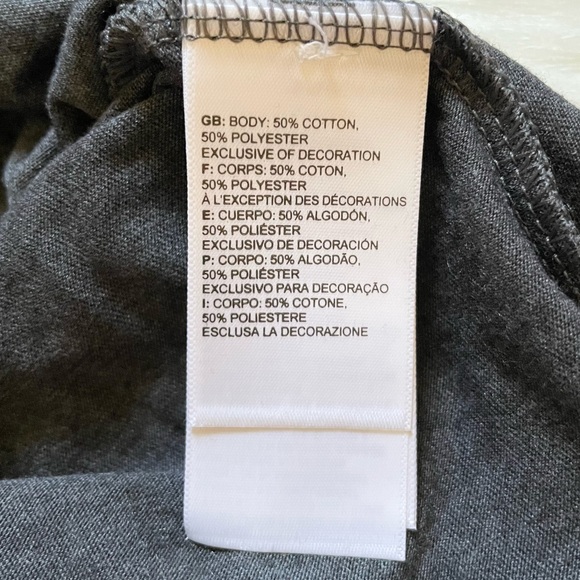 GB: BODY: 50% COTTON,
50% POLYESTER
EXCLUSIVE OF DECORATION
F: CORPS: 50% COTON,
50% POLYESTER
À L'EXCEPTION DES DÉCORATIONS
E: CUERPO: 50% ALGODÓN,
50% POLIÉSTER
EXCLUSIVO DE DECORACIÓN
P: CORPO: 50% ALGODÃO,
50% POLIÉSTER
EXCLUSIVO PARA DECORAÇÃO
I: CORPO: 50% COTONE,
50% POLIESTERE
ESCLUSA LA DECORAZIONE